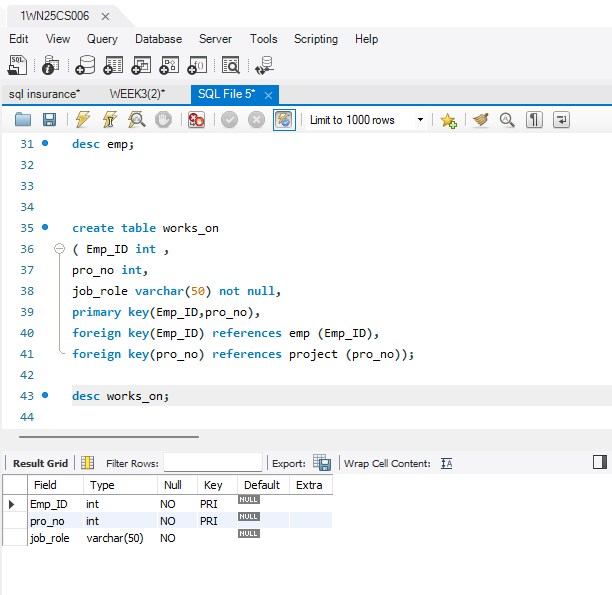 1WN25CS006
Edit View Query Database Server Tools Scripting Help
sql insurance* WEEK3(2)* SQL File 5*
Limit to 1000 rows
31 desc emp;
32
33
34
35 create table works_on
36 ( Emp_ID int ,
37 pro_no int,
38 job_role varchar(50) not null,
39 primary key(Emp_ID,pro_no),
40 foreign key(Emp_ID) references emp (Emp_ID),
41 foreign key(pro_no) references project (pro_no));
42
43 desc works_on;
44
Result Grid Filter Rows: Export: Wrap Cell Content: IA
Field Type Null Key Default Extra
Emp_ID int NO PRI NULL
pro_no int NO PRI NULL
job_role varchar(50) NO NULL